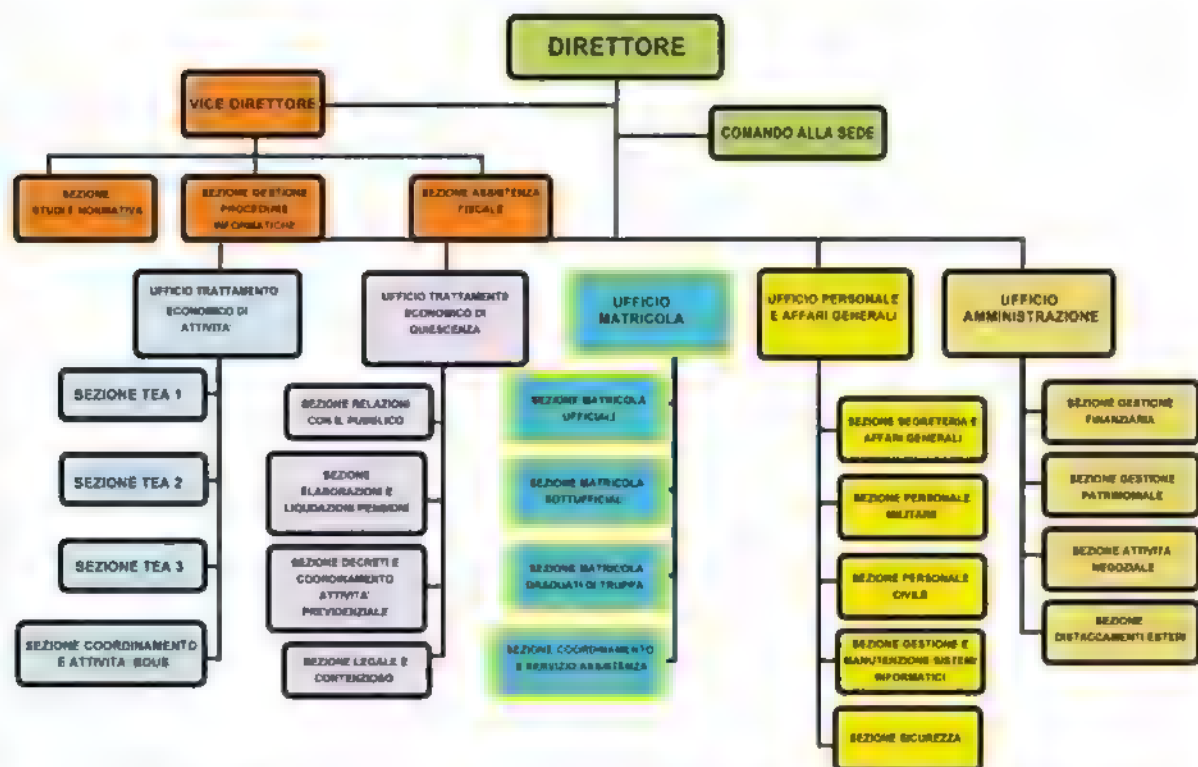 DIRETTORE
VICE DIRETTORE
COMANDO ALLA SEDE
SEZIONE
STUDI E NORMATIVA
SEZIONE GESTIONE
PROCEDURE
INFORMATICHE
SEZIONE ASSISTENZA
FISCALE
UFFICIO TRATTAMENTO
ECONOMICO DI
ATTIVITA'
UFFICIO TRATTAMENTO
ECONOMICO DI
QUIESCENZA
UFFICIO
MATRICOLA
UFFICIO PERSONALE
E AFFARI GENERALI
UFFICIO
AMMINISTRAZIONE
SEZIONE TEA 1
SEZIONE TEA 2
SEZIONE TEA 3
SEZIONE COORDINAMENTO
E ATTIVITA'
SEZIONE RELAZIONI
CON IL PUBBLICO
SEZIONE
ELABORAZIONI E
LIQUIDAZIONI PENSIONI
SEZIONE DECRETI E
COORDINAMENTO
ATTIVITA'
PREVIDENZIALE
SEZIONE LEGALE E
CONTENZIOSO
SEZIONE MATRICOLA
UFFICIALI
SEZIONE MATRICOLA
SOTTUFFICIALI
SEZIONE MATRICOLA
GRADUATI DI TRUPPA
SEZIONE COORDINAMENTO
E SERVIZIO ASSISTENZA
SEZIONE SEGRETERIA E
AFFARI GENERALI
SEZIONE PERSONALE
MILITARE
SEZIONE PERSONALE
CIVILE
SEZIONE GESTIONE E
MANUTENZIONE SISTEMI
INFORMATICI
SEZIONE SICUREZZA
SEZIONE GESTIONE
FINANZIARIA
SEZIONE GESTIONE
PATRIMONIALE
SEZIONE ATTIVITA'
NEGOZIALE
SEZIONE
DISTACCAMENTI ESTERI